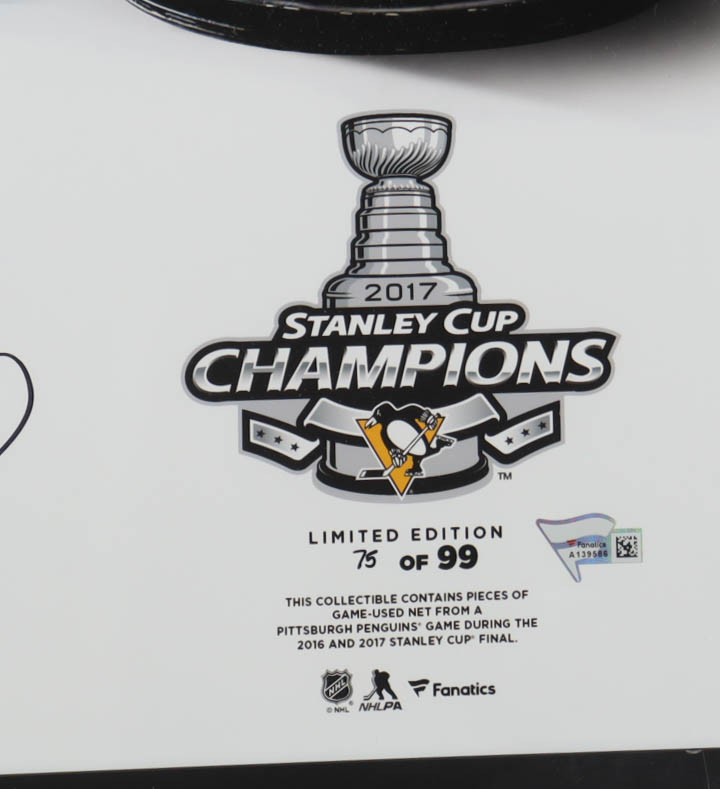 2017
STANLEY CUP
CHAMPIONS
TM
LIMITED EDITION
75 OF 99
Fanatics
A139586
THIS COLLECTIBLE CONTAINS PIECES OF
GAME-USED NET FROM A
PITTSBURGH PENGUINS® GAME DURING THE
2016 AND 2017 STANLEY CUP® FINAL.
NHL
© NHL
NHLPA
Fanatics